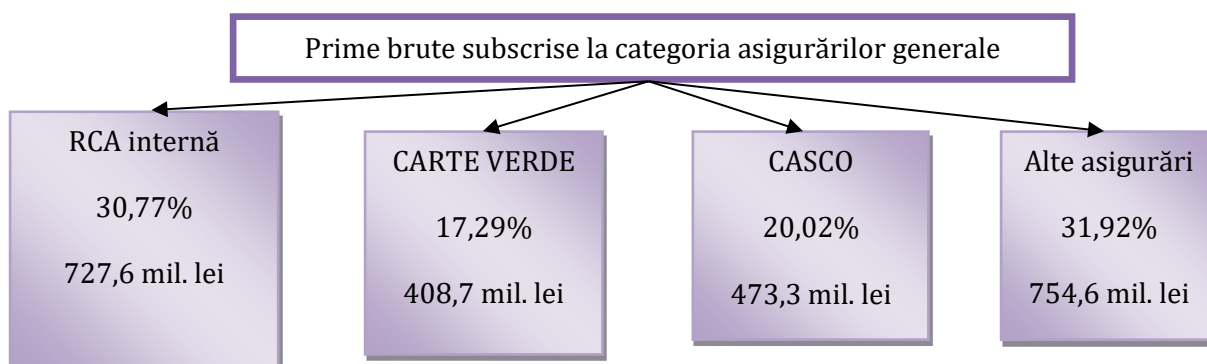 Prime brute subscrise la categoria asigurărilor generale
RCA internă
30,77%
727,6 mil. lei
CARTE VERDE
17,29%
408,7 mil. lei
CASCO
20,02%
473,3 mil. lei
Alte asigurări
31,92%
754,6 mil. lei